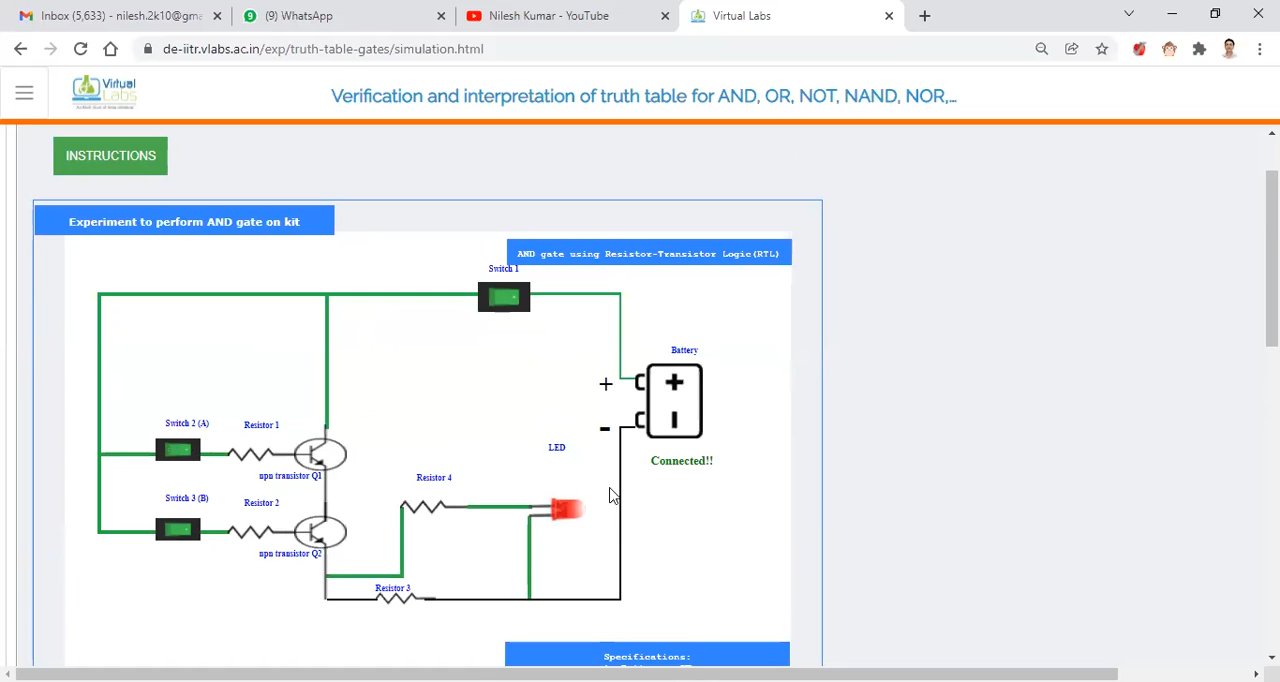 Inbox (5,633) - nilesh.2k10@gma
(9) WhatsApp
Nilesh Kumar - YouTube
Virtual Labs
de-iitr.vlabs.ac.in/exp/truth-table-gates/simulation.html
Virtual
Labs
Verification and interpretation of truth table for AND, OR, NOT, NAND, NOR,...
INSTRUCTIONS
Experiment to perform AND gate on kit
AND gate using Resistor-Transistor Logic(RTL)
Switch 1
Battery
+
-
Connected!!
LED
Switch 2 (A)
Resistor 1
npn transistor Q1
Resistor 4
Switch 3 (B)
Resistor 2
npn transistor Q2
Resistor 3
Specifications: